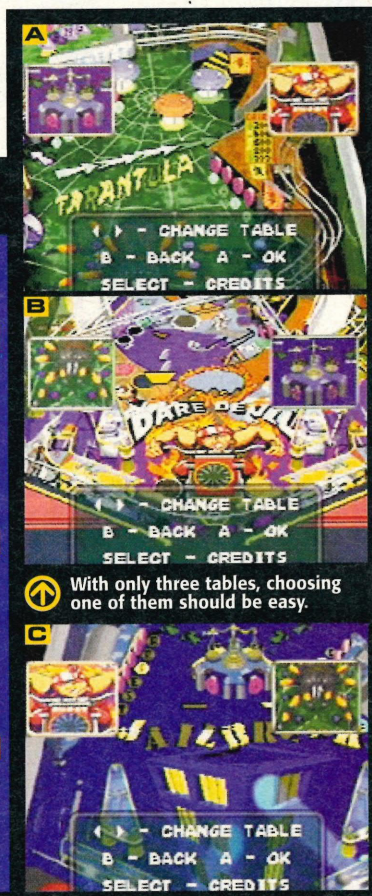 A
TARANTULA
◀ ▶ - CHANGE TABLE
B - BACK A - OK
SELECT - CREDITS
B
DARE DEVIL
◀ ▶ - CHANGE TABLE
B - BACK A - OK
SELECT - CREDITS
With only three tables, choosing
one of them should be easy.
C
JAILBREAK
◀ ▶ - CHANGE TABLE
B - BACK A - OK
SELECT - CREDITS